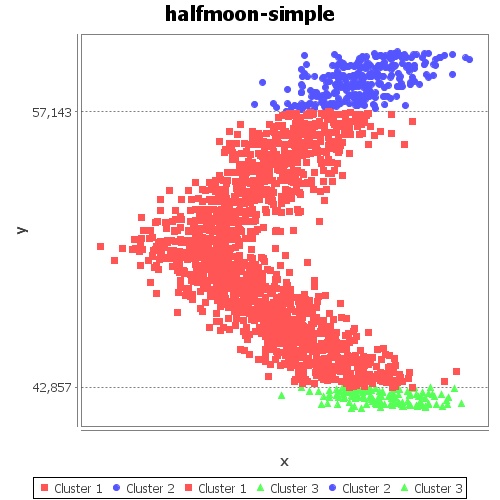 halfmoon-simple
57,143
y
42,857
x
Cluster 1 Cluster 2 Cluster 1 Cluster 3 Cluster 2 Cluster 3